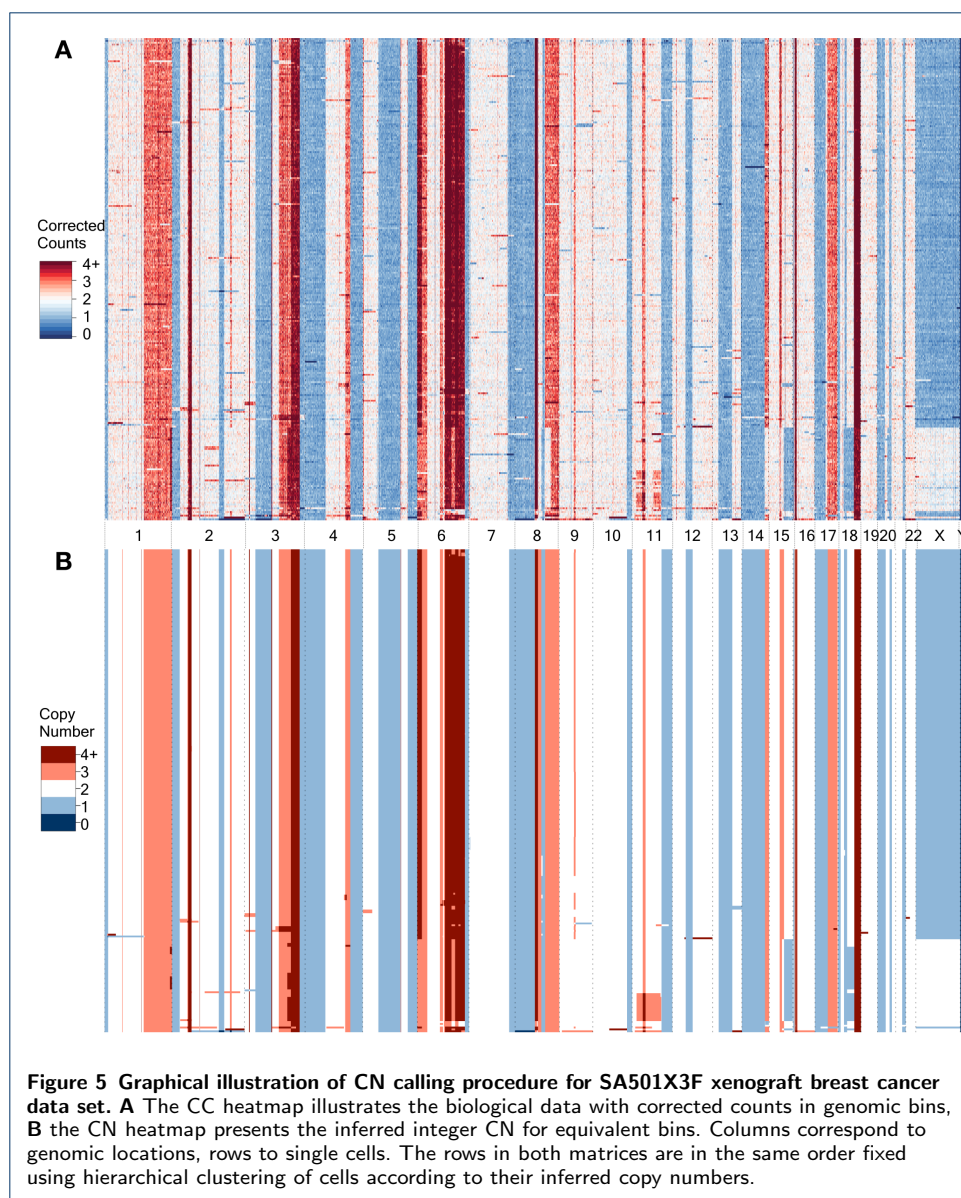 A
Corrected
Counts
4+
3
2
1
0
1 2 3 4 5 6 7 8 9 10 11 12 13 14 15 16 17 18 19 20 22 X Y
B
Copy
Number
4+
3
2
1
0
Figure 5 Graphical illustration of CN calling procedure for SA501X3F xenograft breast cancer
data set. A The CC heatmap illustrates the biological data with corrected counts in genomic bins,
B the CN heatmap presents the inferred integer CN for equivalent bins. Columns correspond to
genomic locations, rows to single cells. The rows in both matrices are in the same order fixed
using hierarchical clustering of cells according to their inferred copy numbers.